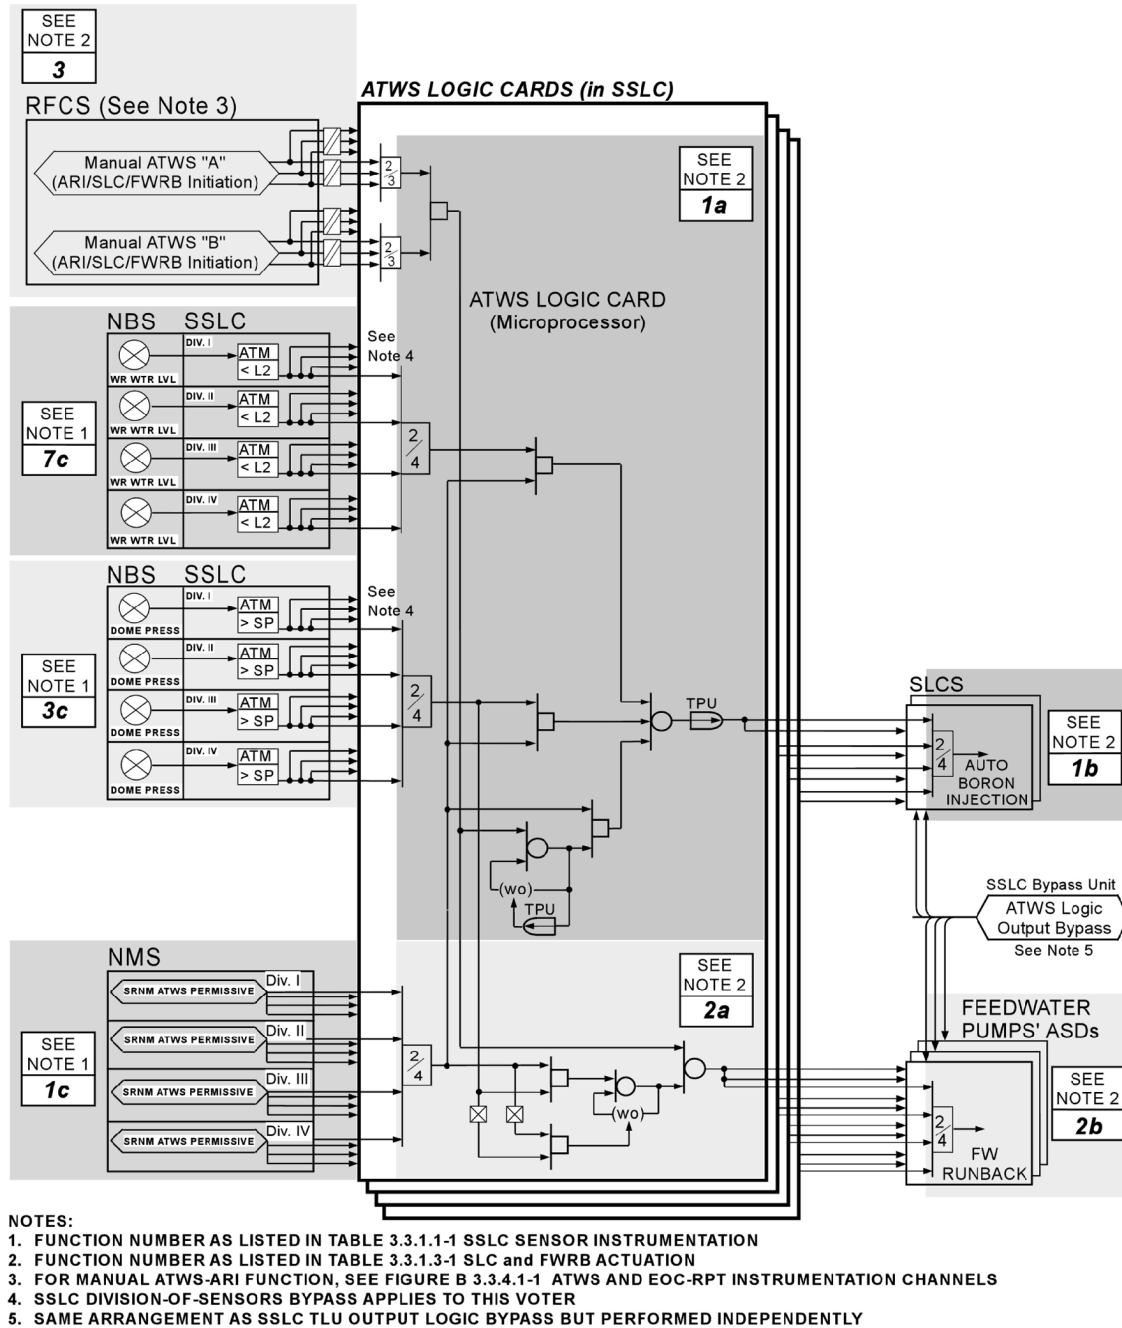 SEE
NOTE 2
3
RFCS (See Note 3)
Manual ATWS "A"
(ARI/SLC/FWRB Initiation)
Manual ATWS "B"
(ARI/SLC/FWRB Initiation)
ATWS LOGIC CARDS (in SSLC)
2/3
2/3
SEE
NOTE 2
1a
ATWS LOGIC CARD
(Microprocessor)
NBS SSLC
DIV. I
ATM
< L2
WR WTR LVL
DIV. II
ATM
< L2
WR WTR LVL
DIV. III
ATM
< L2
WR WTR LVL
DIV. IV
ATM
< L2
WR WTR LVL
See
Note 4
2/4
SEE
NOTE 1
7c
NBS SSLC
DIV. I
ATM
> SP
DOME PRESS
DIV. II
ATM
> SP
DOME PRESS
DIV. III
ATM
> SP
DOME PRESS
DIV. IV
ATM
> SP
DOME PRESS
See
Note 4
2/4
SEE
NOTE 1
3c
TPU
(wo)
TPU
SLCS
2/4
AUTO
BORON
INJECTION
SEE
NOTE 2
1b
SSLC Bypass Unit
ATWS Logic
Output Bypass
See Note 5
NMS
SRNM ATWS PERMISSIVE
Div. I
SRNM ATWS PERMISSIVE
Div. II
SRNM ATWS PERMISSIVE
Div. III
SRNM ATWS PERMISSIVE
Div. IV
2/4
SEE
NOTE 1
1c
SEE
NOTE 2
2a
(wo)
FEEDWATER
PUMPS' ASDs
2/4
FW
RUNBACK
SEE
NOTE 2
2b
NOTES:
1. FUNCTION NUMBER AS LISTED IN TABLE 3.3.1.1-1 SSLC SENSOR INSTRUMENTATION
2. FUNCTION NUMBER AS LISTED IN TABLE 3.3.1.3-1 SLC and FWRB ACTUATION
3. FOR MANUAL ATWS-ARI FUNCTION, SEE FIGURE B 3.3.4.1-1 ATWS AND EOC-RPT INSTRUMENTATION CHANNELS
4. SSLC DIVISION-OF-SENSORS BYPASS APPLIES TO THIS VOTER
5. SAME ARRANGEMENT AS SSLC TLU OUTPUT LOGIC BYPASS BUT PERFORMED INDEPENDENTLY